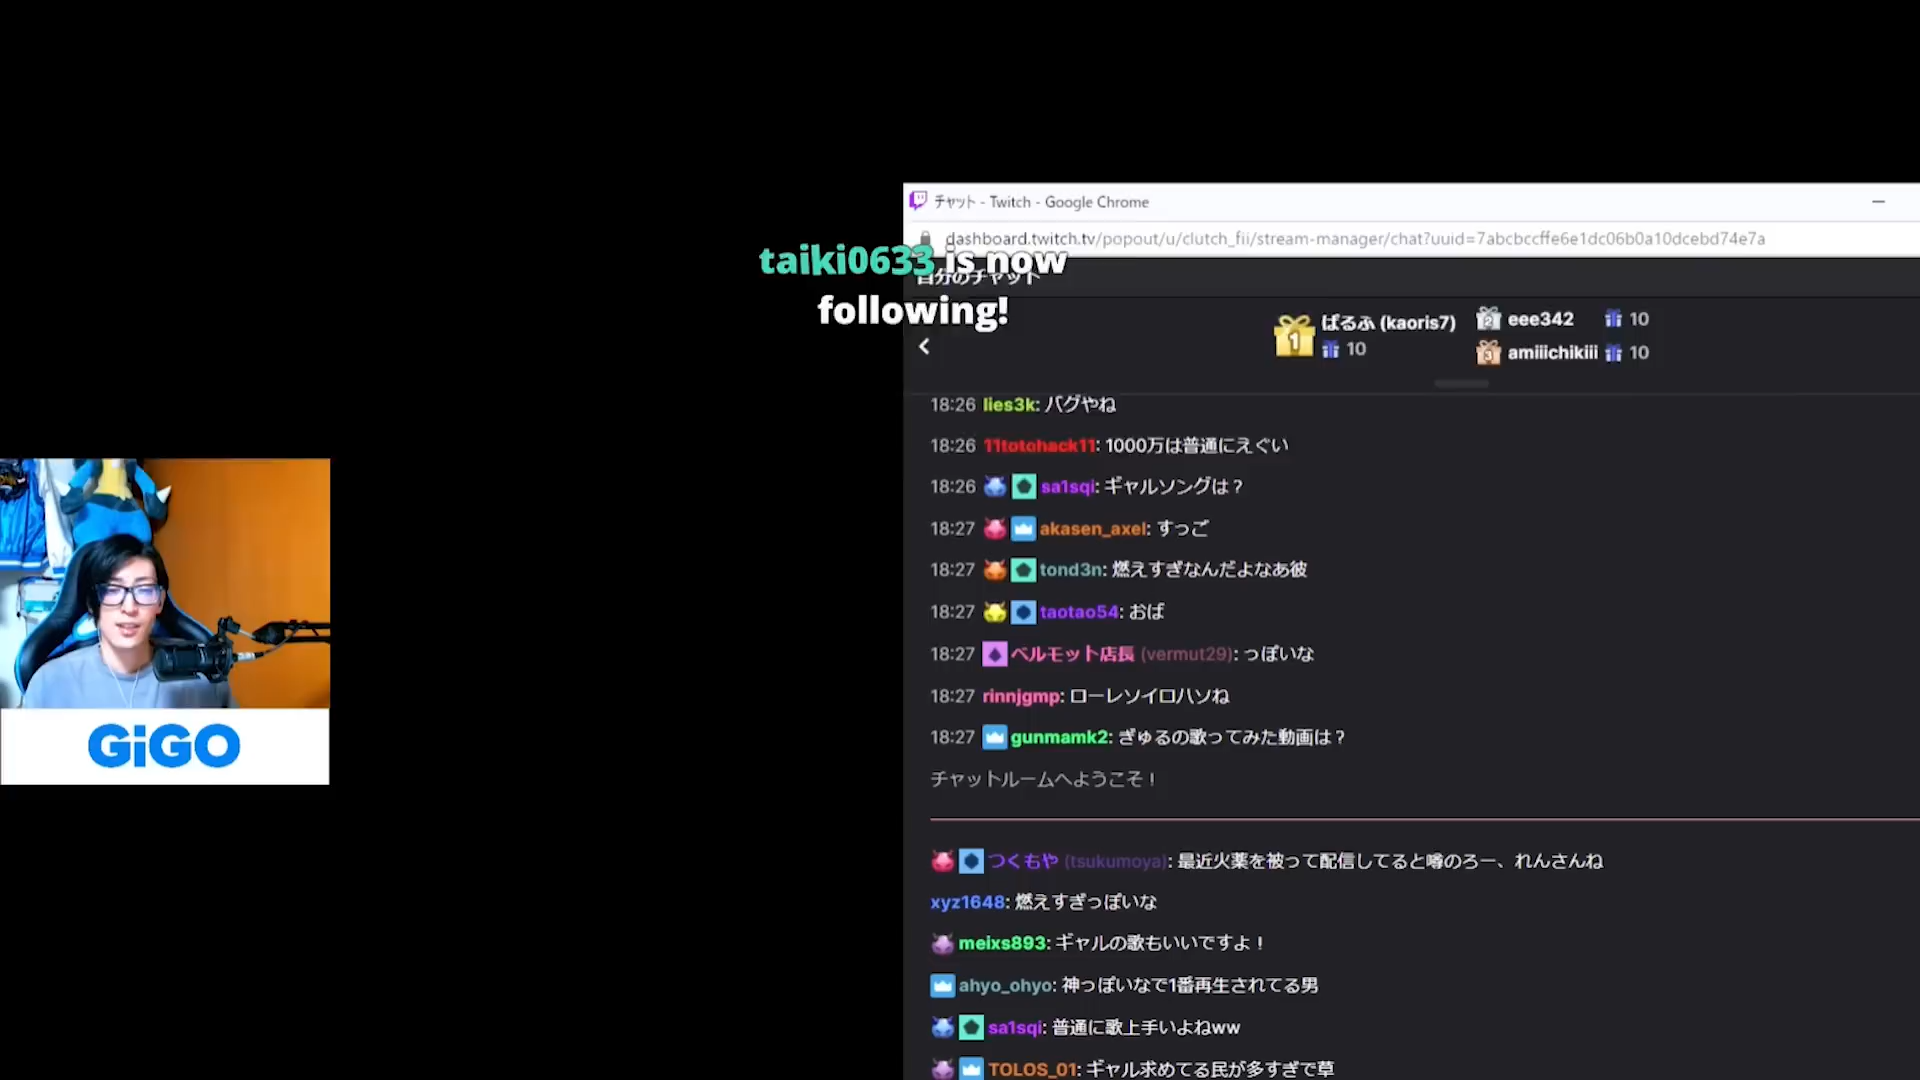 チャット - Twitch - Google Chrome
dashboard.twitch.tv/popout/u/clutch_fii/stream-manager/chat?uuid=7abcbccffe6e1dc06b0a10dcebd74e7a
taiki0633 is now
following!
自分のチャット
1 ぱるふ (kaoris7) 10
2 eee342 10
3 amiiichikiii 10
18:26 lies3k: バグやね
18:26 11totohack11: 1000万は普通にえぐい
18:26 sa1sqi: ギャルソングは？
18:27 akasen_axel: すっご
18:27 tond3n: 燃えすぎなんだよなあ彼
18:27 taotao54: おば
18:27 ベルモット店長 (vermut29): っぽいな
18:27 rinnjgmp: ローレソイロハソね
18:27 gunmamk2: ぎゅるの歌ってみた動画は？
チャットルームへようこそ！
つくもや (tsukumoya): 最近火薬を被って配信してると噂のろー、れんさんね
xyz1648: 燃えすぎっぽいな
meixs893: ギャルの歌もいいですよ！
ahyo_ohyo: 神っぽいなで1番再生されてる男
sa1sqi: 普通に歌上手いよねww
TOLOS_01: ギャル求めてる民が多すぎで草
GiGO